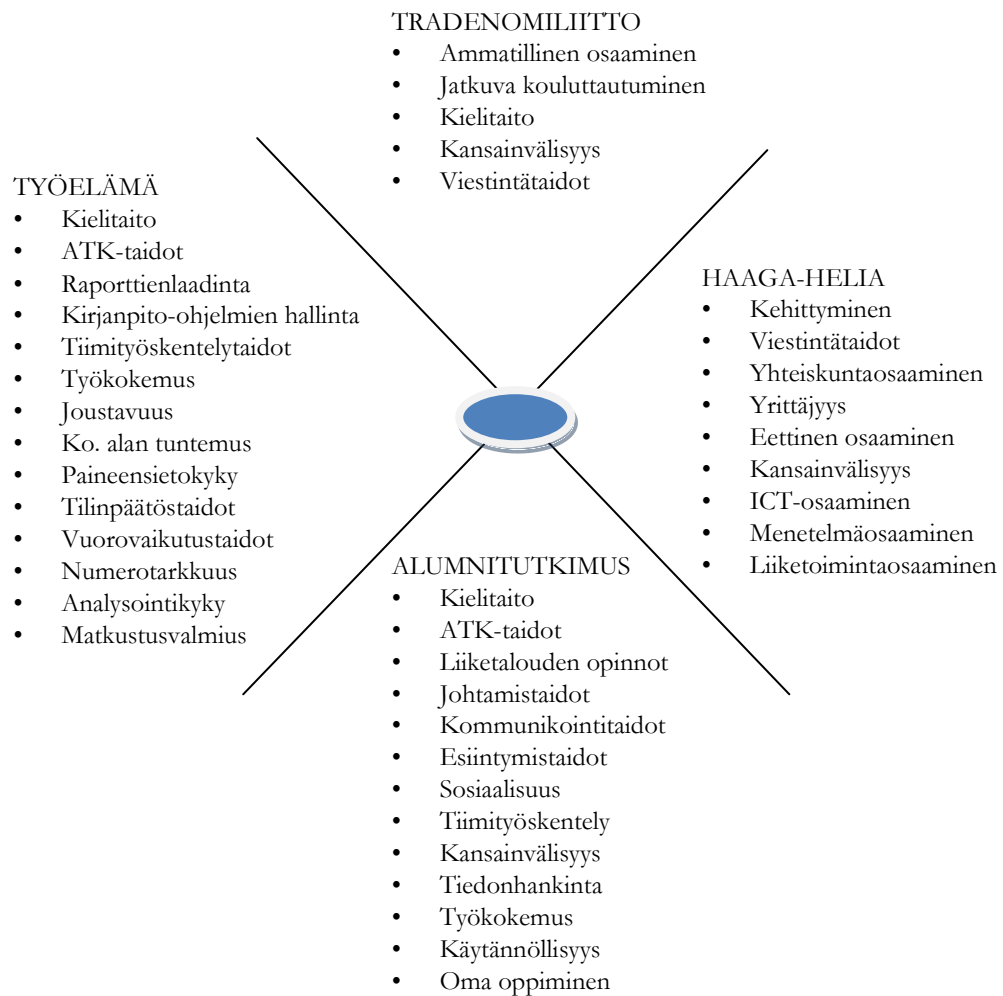 TRADENOMILIITTO
• Ammatillinen osaaminen
• Jatkuva kouluttautuminen
• Kielitaito
• Kansainvälisyys
• Viestintätaidot
TYÖELÄMÄ
• Kielitaito
• ATK-taidot
• Raporttienlaadinta
• Kirjanpito-ohjelmien hallinta
• Tiimityöskentelytaidot
• Työkokemus
• Joustavuus
• Ko. alan tuntemus
• Paineensietokyky
• Tilinpäätöstaidot
• Vuorovaikutustaidot
• Numerotarkkuus
• Analysointikyky
• Matkustusvalmius
HAAGA-HELIA
• Kehittyminen
• Viestintätaidot
• Yhteiskuntaosaaminen
• Yrittäjyys
• Eettinen osaaminen
• Kansainvälisyys
• ICT-osaaminen
• Menetelmäosaaminen
• Liiketoimintaosaaminen
ALUMNITUTKIMUS
• Kielitaito
• ATK-taidot
• Liiketalouden opinnot
• Johtamistaidot
• Kommunikointitaidot
• Esiintymistaidot
• Sosiaalisuus
• Tiimityöskentely
• Kansainvälisyys
• Tiedonhankinta
• Työkokemus
• Käytännöllisyys
• Oma oppiminen